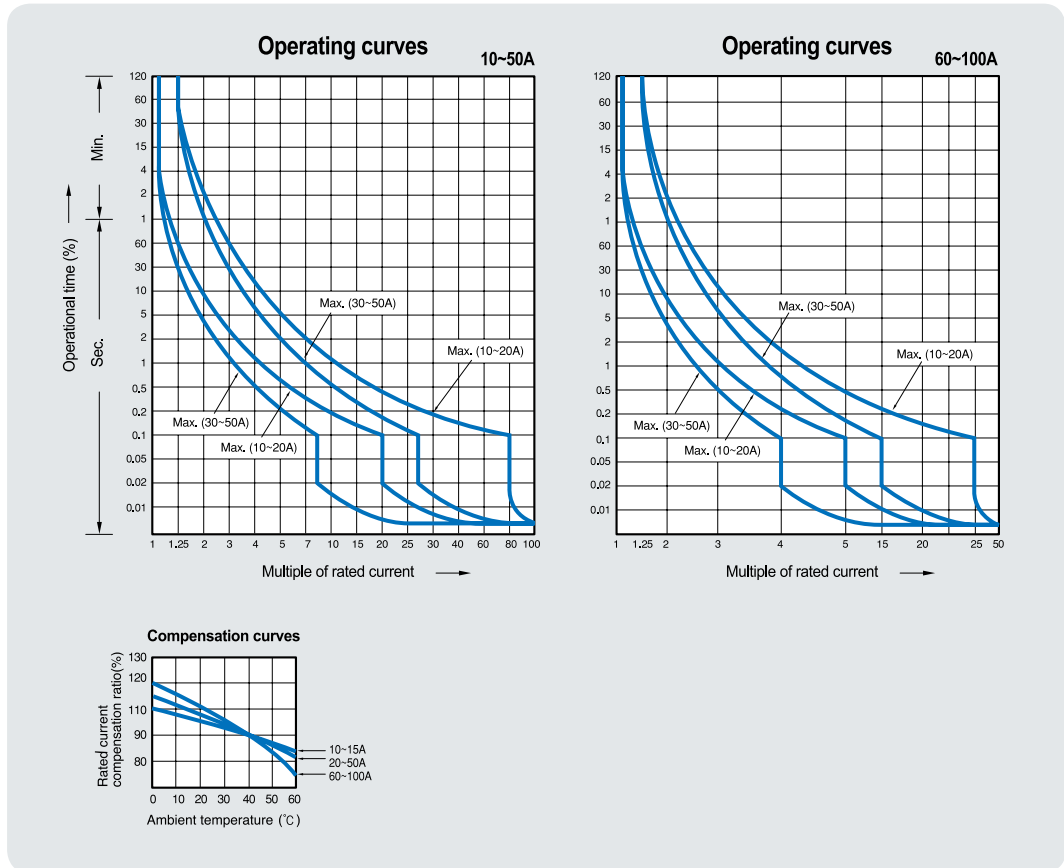 Operating curves
10~50A
120
60
30
15
4
2
1
60
30
10
5
2
1
0.5
0.2
0.1
0.05
0.02
0.01
Min.
Sec.
Operational time (%)
Max. (30~50A)
Max. (10~20A)
Max. (30~50A)
Max. (10~20A)
1 1.25 2 3 4 5 7 10 15 20 25 30 40 60 80 100
Multiple of rated current
Operating curves
60~100A
120
60
30
15
4
2
1
60
30
10
5
2
1
0.5
0.2
0.1
0.05
0.02
0.01
Max. (30~50A)
Max. (10~20A)
Max. (30~50A)
Max. (10~20A)
1 1.25 2 3 4 5 15 20 25 50
Multiple of rated current
Compensation curves
Rated current
compensation ratio(%)
130
120
110
90
80
10~15A
20~50A
60~100A
0 10 20 30 40 50 60
Ambient temperature (℃)